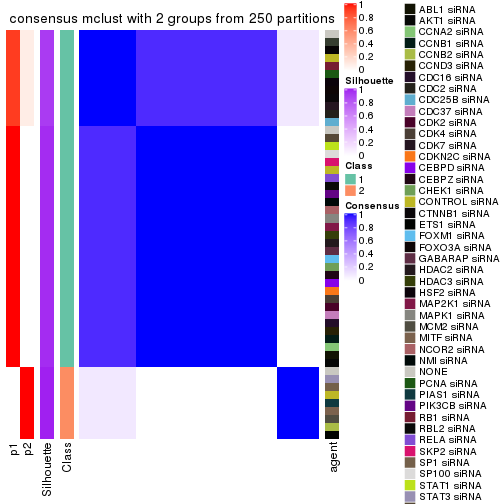 consensus mclust with 2 groups from 250 partitions
p1
p2
Silhouette
Class
agent
1
0.8
0.6
0.4
0.2
0
Silhouette
1
0.8
0.6
0.4
0.2
0
Class
1
2
Consensus
1
0.8
0.6
0.4
0.2
0
ABL1 siRNA
AKT1 siRNA
CCNA2 siRNA
CCNB1 siRNA
CCNB2 siRNA
CCND3 siRNA
CDC16 siRNA
CDC2 siRNA
CDC25B siRNA
CDC37 siRNA
CDK2 siRNA
CDK4 siRNA
CDK7 siRNA
CDKN2C siRNA
CEBPD siRNA
CEBPZ siRNA
CHEK1 siRNA
CONTROL siRNA
CTNNB1 siRNA
ETS1 siRNA
FOXM1 siRNA
FOXO3A siRNA
GABARAP siRNA
HDAC2 siRNA
HDAC3 siRNA
HSF2 siRNA
MAP2K1 siRNA
MAPK1 siRNA
MCM2 siRNA
MITF siRNA
NCOR2 siRNA
NMI siRNA
NONE
PCNA siRNA
PIAS1 siRNA
PIK3CB siRNA
RB1 siRNA
RBL2 siRNA
RELA siRNA
SKP2 siRNA
SP1 siRNA
SP100 siRNA
STAT1 siRNA
STAT3 siRNA